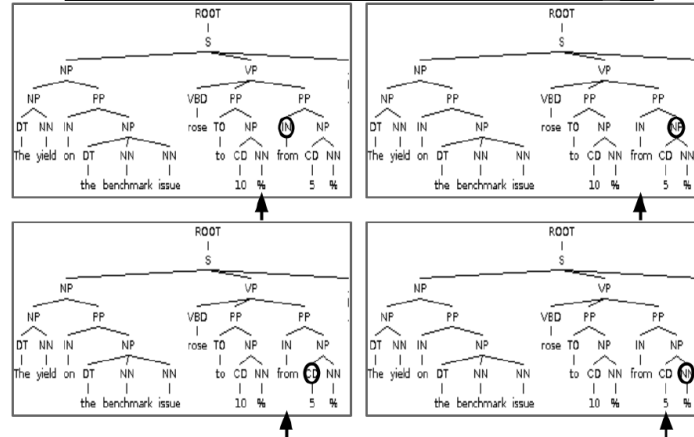 ROOT
S
NP VP
NP PP VBD PP PP
DT NN IN NP rose TO NP IN NP
The yield on DT NN NN to CD NN from CD NN
the benchmark issue 10 % 5 %
ROOT
S
NP VP
NP PP VBD PP PP
DT NN IN NP rose TO NP IN NP
The yield on DT NN NN to CD NN from CD NN
the benchmark issue 10 % 5 %
ROOT
S
NP VP
NP PP VBD PP PP
DT NN IN NP rose TO NP IN NP
The yield on DT NN NN to CD NN from CD NN
the benchmark issue 10 % 5 %
ROOT
S
NP VP
NP PP VBD PP PP
DT NN IN NP rose TO NP IN NP
The yield on DT NN NN to CD NN from CD NN
the benchmark issue 10 % 5 %